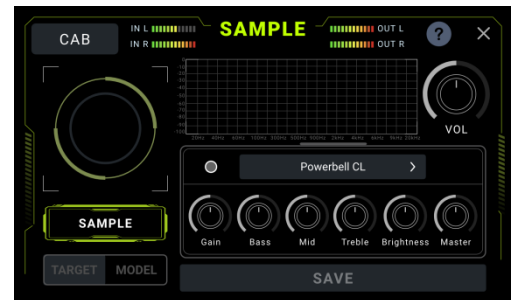 CAB
IN L
IN R
SAMPLE
OUT L
OUT R
?
VOL
Powerbell CL
Gain Bass Mid Treble Brightness Master
SAMPLE
TARGET MODEL
SAVE